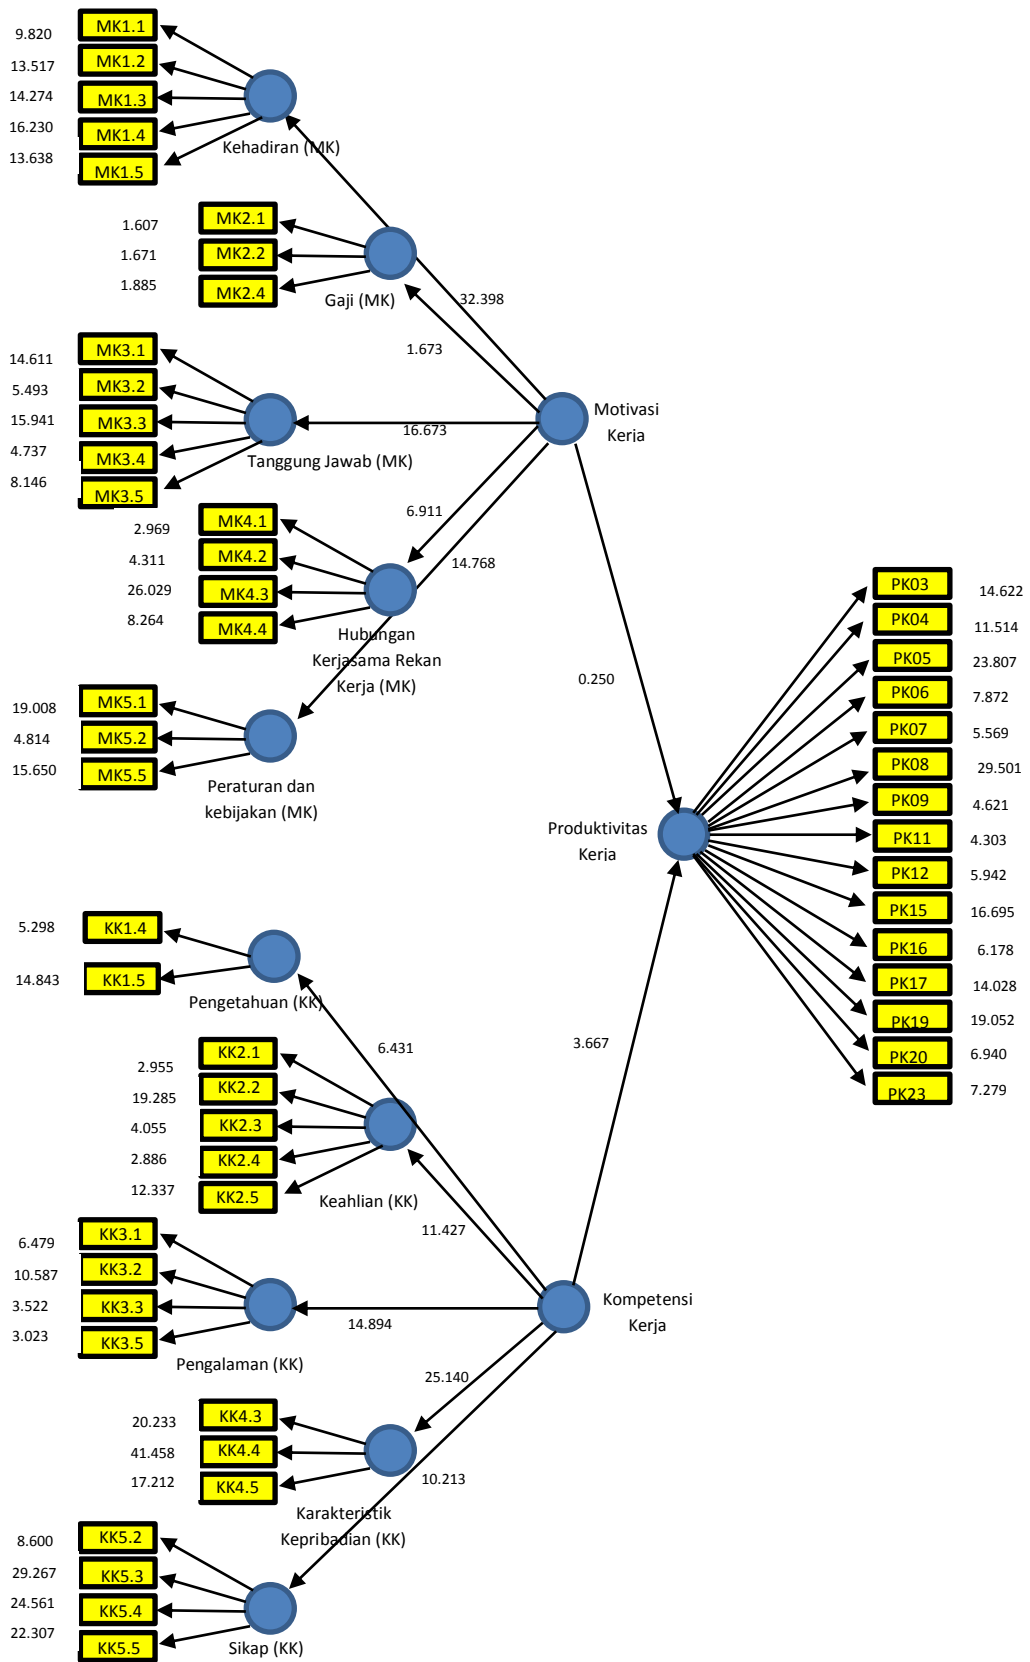 9.820
MK1.1
13.517
MK1.2
14.274
MK1.3
16.230
MK1.4
13.638
MK1.5
Kehadiran (MK)
1.607
MK2.1
1.671
MK2.2
1.885
MK2.4
Gaji (MK)
32.398
1.673
14.611
MK3.1
5.493
MK3.2
15.941
MK3.3
4.737
MK3.4
8.146
MK3.5
Tanggung Jawab (MK)
16.673
Motivasi
Kerja
2.969
MK4.1
4.311
MK4.2
26.029
MK4.3
8.264
MK4.4
Hubungan
Kerjasama Rekan
Kerja (MK)
6.911
14.768
19.008
MK5.1
4.814
MK5.2
15.650
MK5.5
Peraturan dan
kebijakan (MK)
0.250
Produktivitas
Kerja
PK03
14.622
PK04
11.514
PK05
23.807
PK06
7.872
PK07
5.569
PK08
29.501
PK09
4.621
PK11
4.303
PK12
5.942
PK15
16.695
PK16
6.178
PK17
14.028
PK19
19.052
PK20
6.940
PK23
7.279
5.298
KK1.4
14.843
KK1.5
Pengetahuan (KK)
6.431
3.667
2.955
KK2.1
19.285
KK2.2
4.055
KK2.3
2.886
KK2.4
12.337
KK2.5
Keahlian (KK)
11.427
6.479
KK3.1
10.587
KK3.2
3.522
KK3.3
3.023
KK3.5
Pengalaman (KK)
14.894
Kompetensi
Kerja
25.140
20.233
KK4.3
41.458
KK4.4
17.212
KK4.5
Karakteristik
Kepribadian (KK)
10.213
8.600
KK5.2
29.267
KK5.3
24.561
KK5.4
22.307
KK5.5
Sikap (KK)